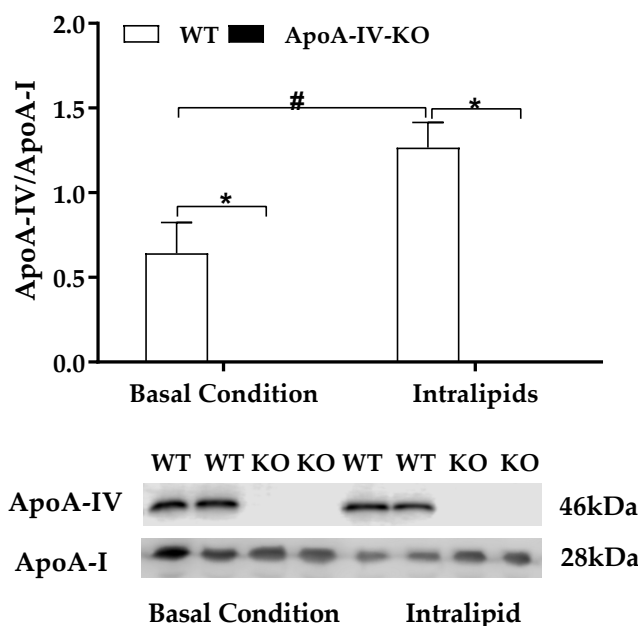 2.0
WT ApoA-IV-KO
ApoA-IV/ApoA-I
#
*
1.5
1.0
*
0.5
0.0
Basal Condition Intralipids
WT WT KO KO WT WT KO KO
ApoA-IV 46kDa
ApoA-I 28kDa
Basal Condition Intralipid